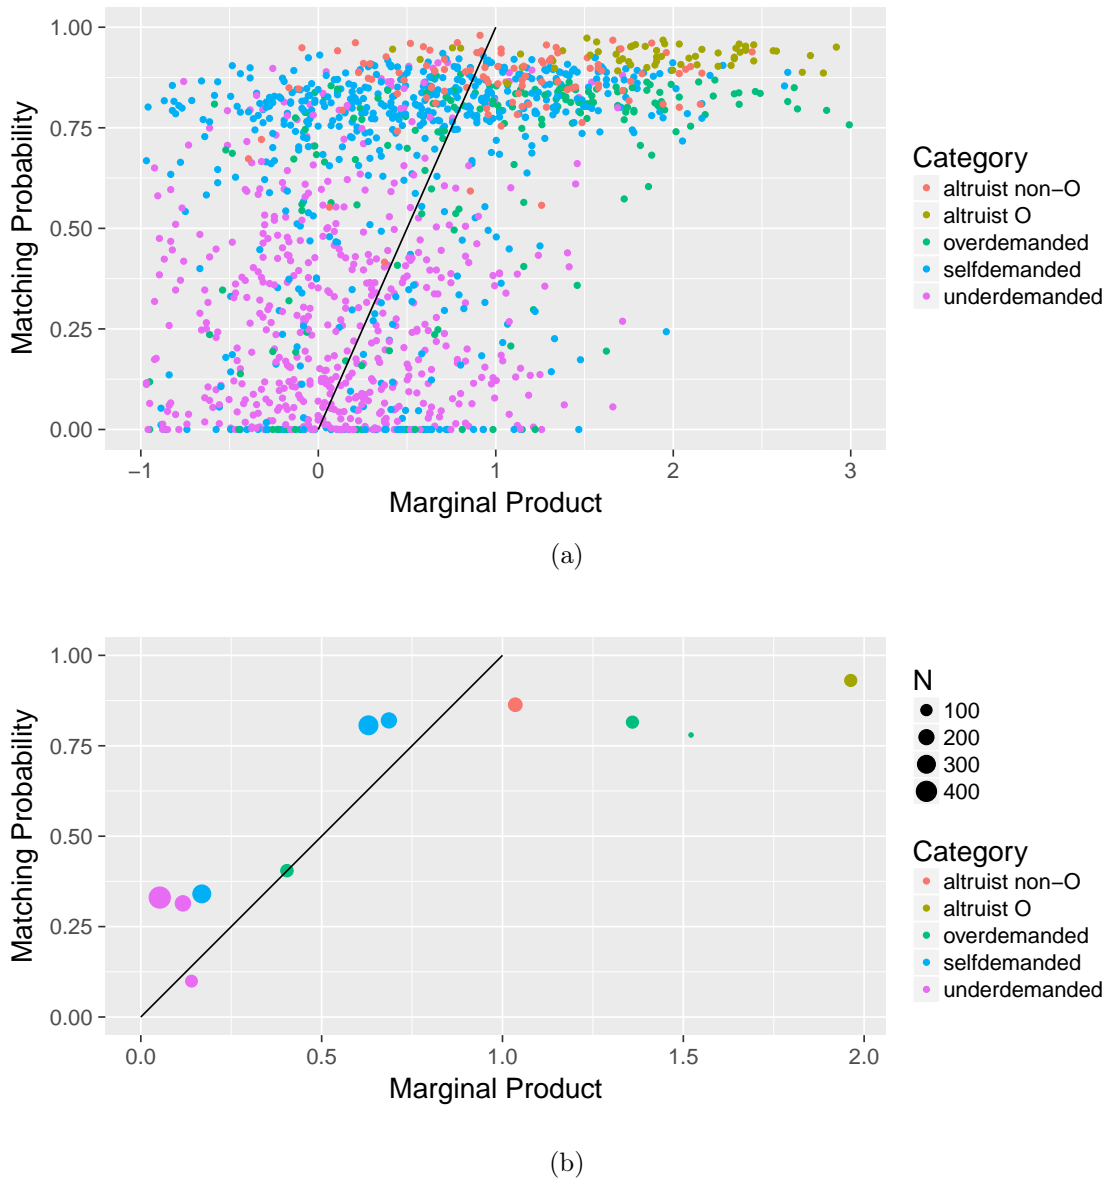 1.00
0.75
0.50
0.25
0.00
Matching Probability
−1
0
1
2
3
Marginal Product
Category
altruist non−O
altruist O
overdemanded
selfdemanded
underdemanded
(a)
1.00
0.75
0.50
0.25
0.00
Matching Probability
0.0
0.5
1.0
1.5
2.0
Marginal Product
N
100
200
300
400
Category
altruist non−O
altruist O
overdemanded
selfdemanded
underdemanded
(b)